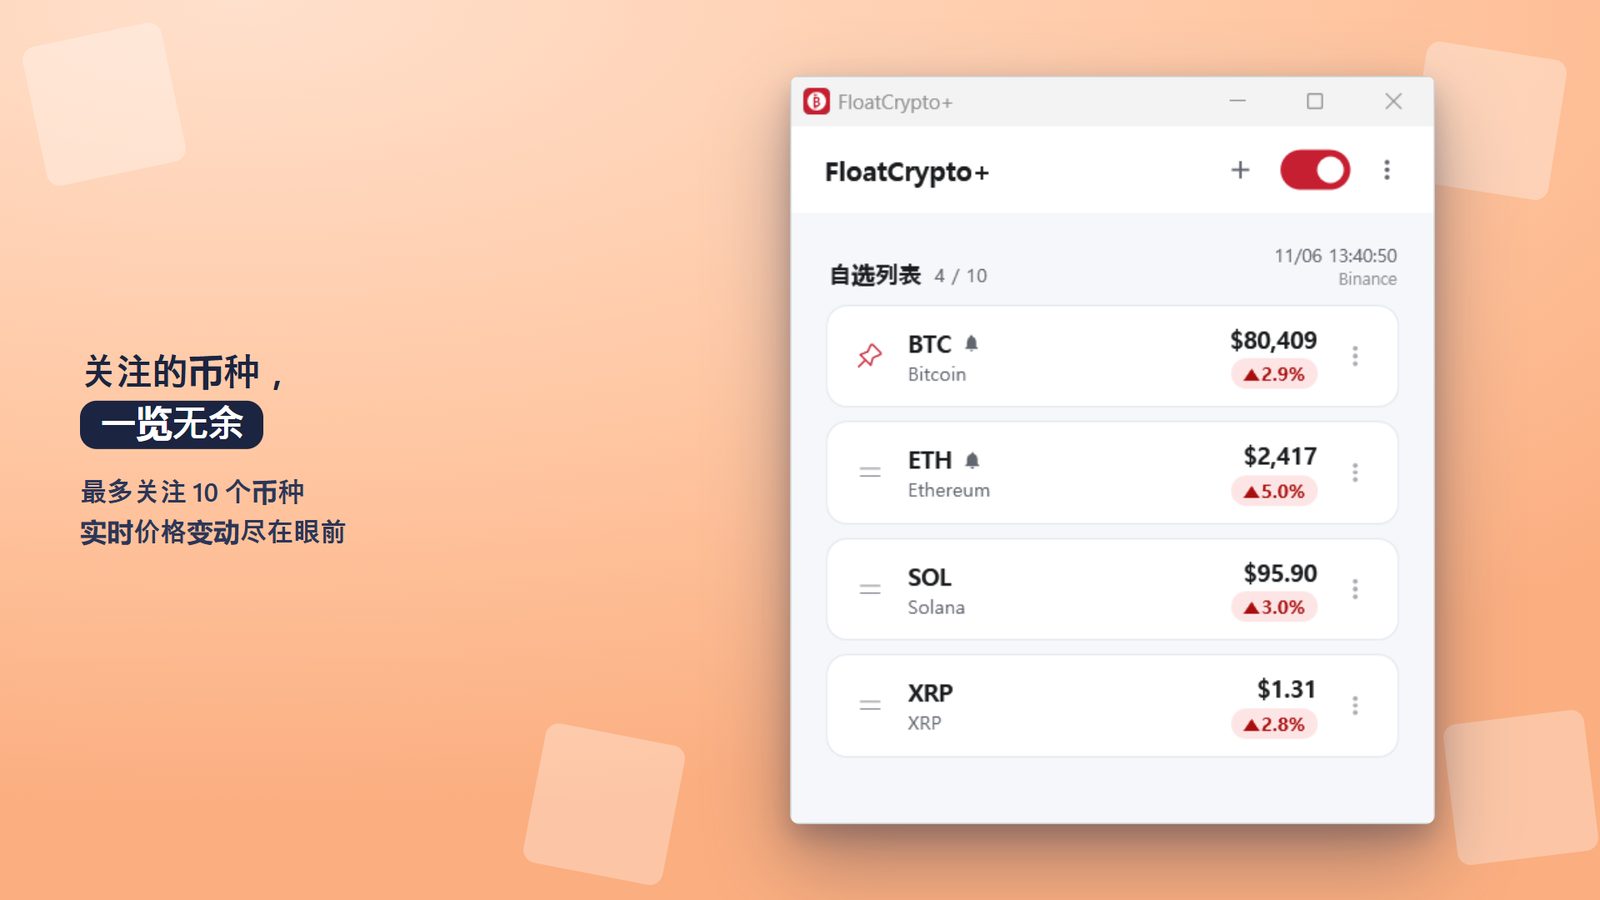 关注的币种，
一览无余
最多关注 10 个币种
实时价格变动尽在眼前
FloatCrypto+
FloatCrypto+
自选列表 4 / 10
11/06 13:40:50
Binance
BTC
Bitcoin
$80,409
▲2.9%
ETH
Ethereum
$2,417
▲5.0%
SOL
Solana
$95.90
▲3.0%
XRP
XRP
$1.31
▲2.8%